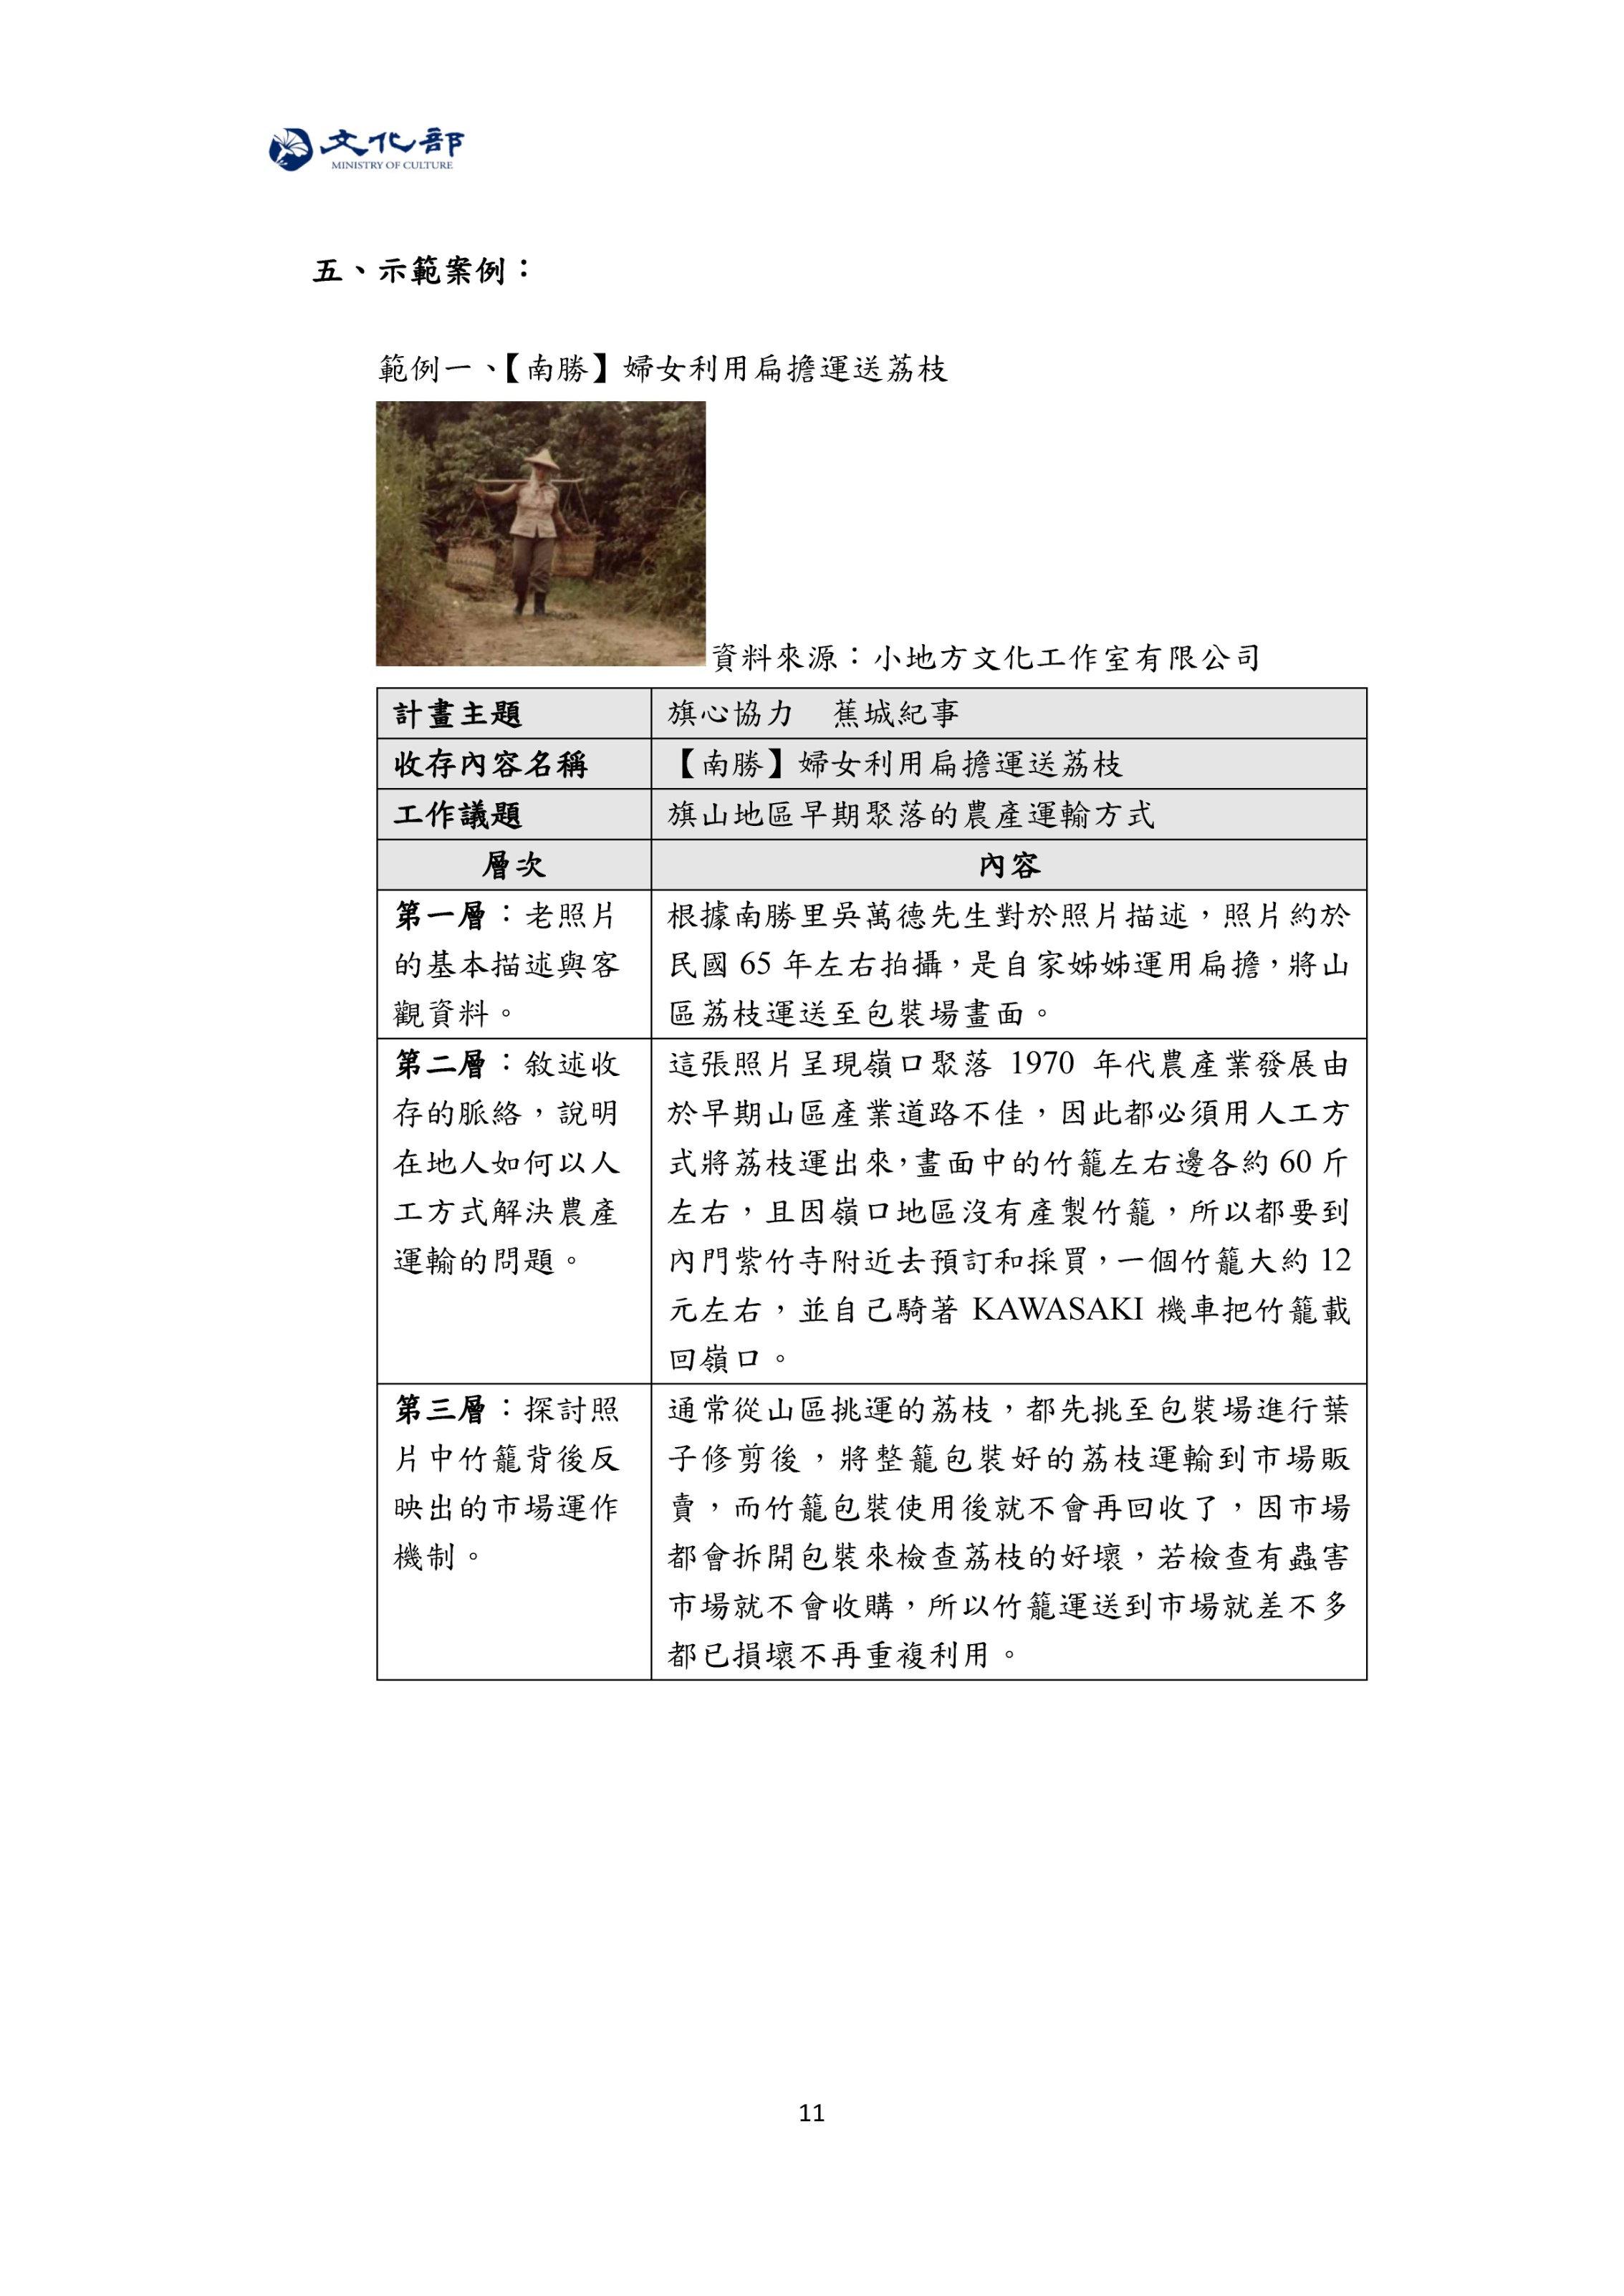 文化部
MINISTRY OF CULTURE
五、示範案例：
範例一、【南勝】婦女利用扁擔運送荔枝
資料來源：小地方文化工作室有限公司
計畫主題 旗心協力　蕉城紀事
收存內容名稱 【南勝】婦女利用扁擔運送荔枝
工作議題 旗山地區早期聚落的農產運輸方式
層次 內容
第一層：老照片
的基本描述與客
觀資料。
根據南勝里吳萬德先生對於照片描述，照片約於
民國 65 年左右拍攝，是自家姊姊運用扁擔，將山
區荔枝運送至包裝場畫面。
第二層：敘述收
存的脈絡，說明
在地人如何以人
工方式解決農產
運輸的問題。
這張照片呈現嶺口聚落 1970 年代農產業發展由
於早期山區產業道路不佳，因此都必須用人工方
式將荔枝運出來，畫面中的竹籠左右邊各約 60 斤
左右，且因嶺口地區沒有產製竹籠，所以都要到
內門紫竹寺附近去預訂和採買，一個竹籠大約 12
元左右，並自己騎著 KAWASAKI 機車把竹籠載
回嶺口。
第三層：探討照
片中竹籠背後反
映出的市場運作
機制。
通常從山區挑運的荔枝，都先挑至包裝場進行葉
子修剪後，將整籠包裝好的荔枝運輸到市場販
賣，而竹籠包裝使用後就不會再回收了，因市場
都會拆開包裝來檢查荔枝的好壞，若檢查有蟲害
市場就不會收購，所以竹籠運送到市場就差不多
都已損壞不再重複利用。
11